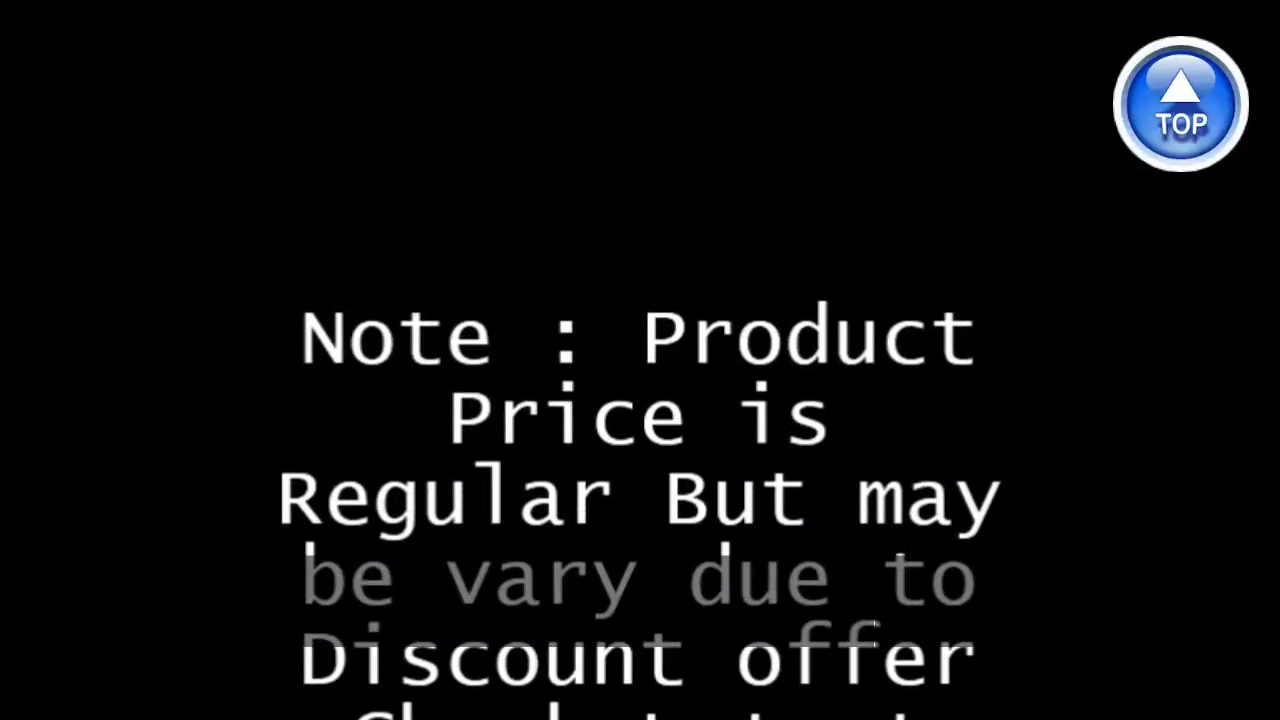 TOP
Note : Product
Price is
Regular But may
be vary due to
Discount offer